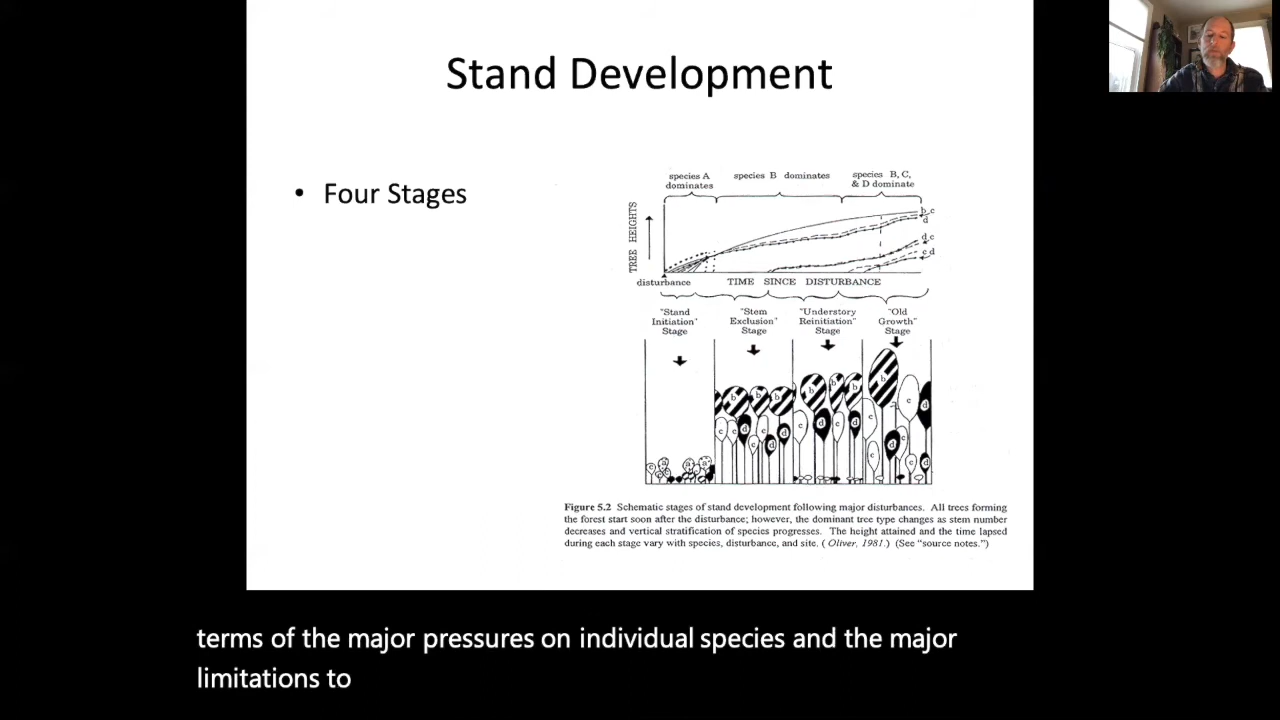 Stand Development
• Four Stages
species A
dominates
species B dominates
species B, C,
& D dominate
TREE HEIGHTS
b c
d
d c
c d
disturbance
TIME SINCE DISTURBANCE
"Stand
Initiation"
Stage
"Stem
Exclusion"
Stage
"Understory
Reinitiation"
Stage
"Old
Growth"
Stage
Figure 5.2 Schematic stages of stand development following major disturbances. All trees forming
the forest start soon after the disturbance; however, the dominant tree type changes as stem number
decreases and vertical stratification of species progresses. The height attained and the time lapsed
during each stage vary with species, disturbance, and site. ( Oliver, 1981.) (See "source notes.")
terms of the major pressures on individual species and the major
limitations to